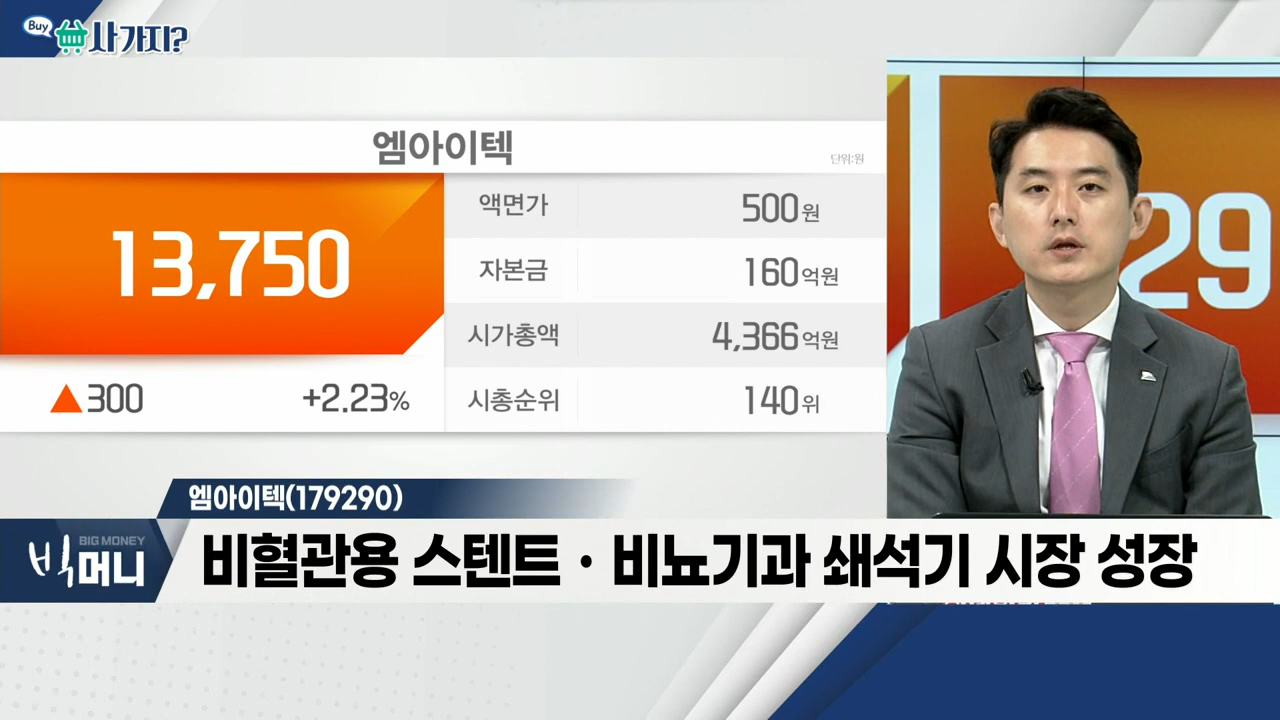 Buy
사가지?
엠아이텍
단위:원
13,750
▲300 +2.23%
액면가 500원
자본금 160억원
시가총액 4,366억원
시총순위 140위
29
엠아이텍(179290)
BIG MONEY
빅머니
비혈관용 스텐트·비뇨기과 쇄석기 시장 성장